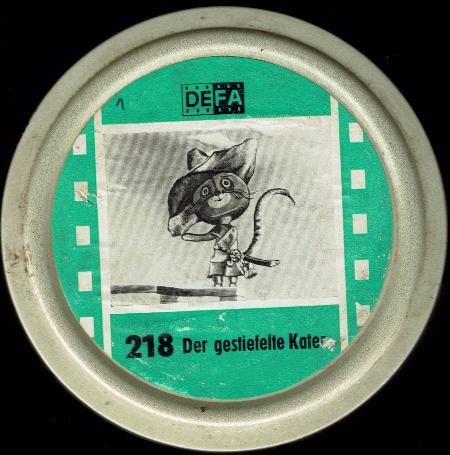 DEFA
1
218 Der gestiefelte Kater